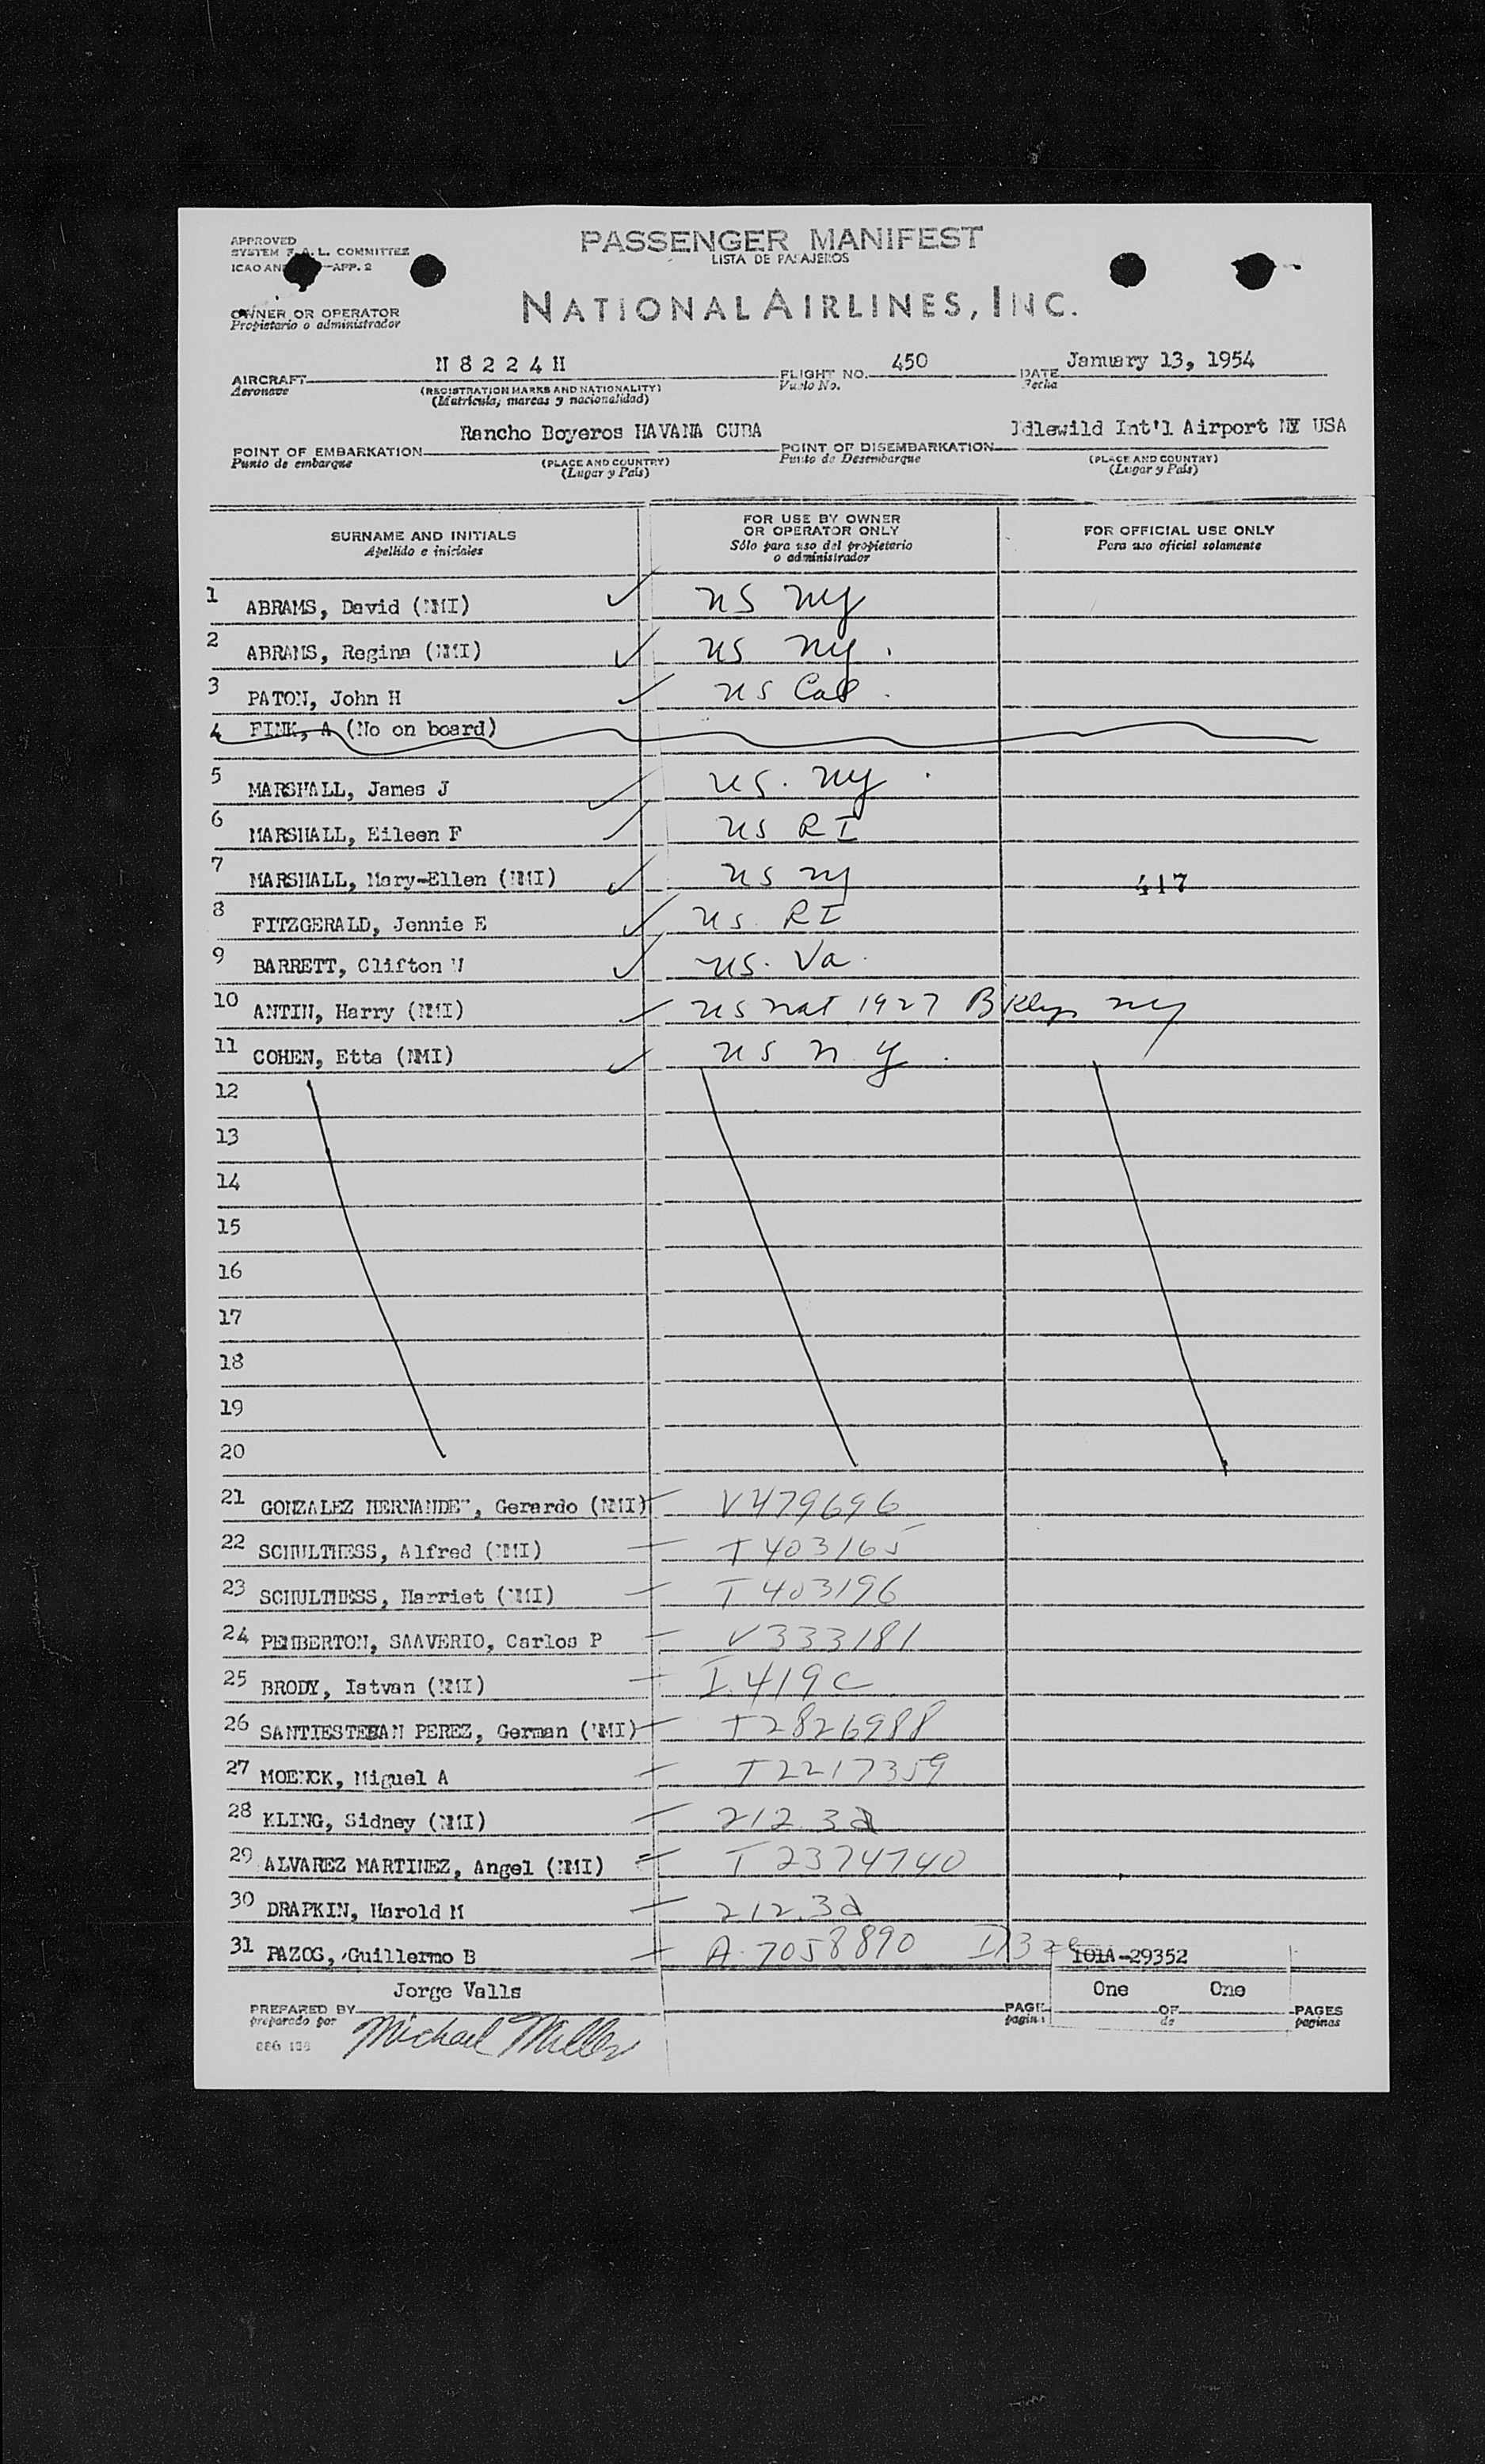 APPROVED
SYSTEM F.A.L. COMMITTEE
ICAO AN —APP. 2
PASSENGER MANIFEST
LISTA DE PASAJEROS
NATIONAL AIRLINES, INC.
OWNER OR OPERATOR
Propietario o administrador
AIRCRAFT N 8 2 2 4 H FLIGHT NO. 450 DATE January 13, 1954
Aeronave (REGISTRATION MARKS AND NATIONALITY) Vuelo No. Fecha
(Matricula, marcas y nacionalidad)
POINT OF EMBARKATION Rancho Boyeros HAVANA CUBA POINT OF DISEMBARKATION Idlewild Int'l Airport NY USA
Punto de embarque (PLACE AND COUNTRY) Punto de Desembarque (PLACE AND COUNTRY)
(Lugar y País) (Lugar y País)
SURNAME AND INITIALS FOR USE BY OWNER OR OPERATOR ONLY FOR OFFICIAL USE ONLY
Apellido e iniciales Sólo para uso del propietario o administrador Para uso oficial solamente
1 ABRAMS, David (NMI) US NY
2 ABRAMS, Regina (NMI) US NY.
3 PATON, John H US Cal.
4 FINK, A (No on board)
5 MARSHALL, James J US. NY.
6 MARSHALL, Eileen F US RI
7 MARSHALL, Mary-Ellen (NMI) US NY 417
8 FITZGERALD, Jennie E US. RI
9 BARRETT, Clifton W US. Va.
10 ANTIN, Harry (NMI) US nat 1927 Bklyn NY
11 COHEN, Etta (NMI) US N Y.
12
13
14
15
16
17
18
19
20
21 GONZALEZ HERNANDEZ, Gerardo (NMI) V479696
22 SCHULTHESS, Alfred (NMI) T403165
23 SCHULTHESS, Harriet (NMI) T403196
24 PEMBERTON, SAAVERIO, Carlos P V333181
25 BRODY, Istvan (NMI) I.419C
26 SANTIESTEBAN PEREZ, German (NMI) T2826988
27 MOENCK, Miguel A T2217359
28 KLING, Sidney (NMI) 212.3d
29 ALVAREZ MARTINEZ, Angel (NMI) T2374740
30 DRAPKIN, Harold M 212.3d
31 PAZOS, Guillermo B A-7058890 101A-29352
PREPARED BY Jorge Valls PAGE One OF One PAGES
preparado por Michael Miller pagina de paginas